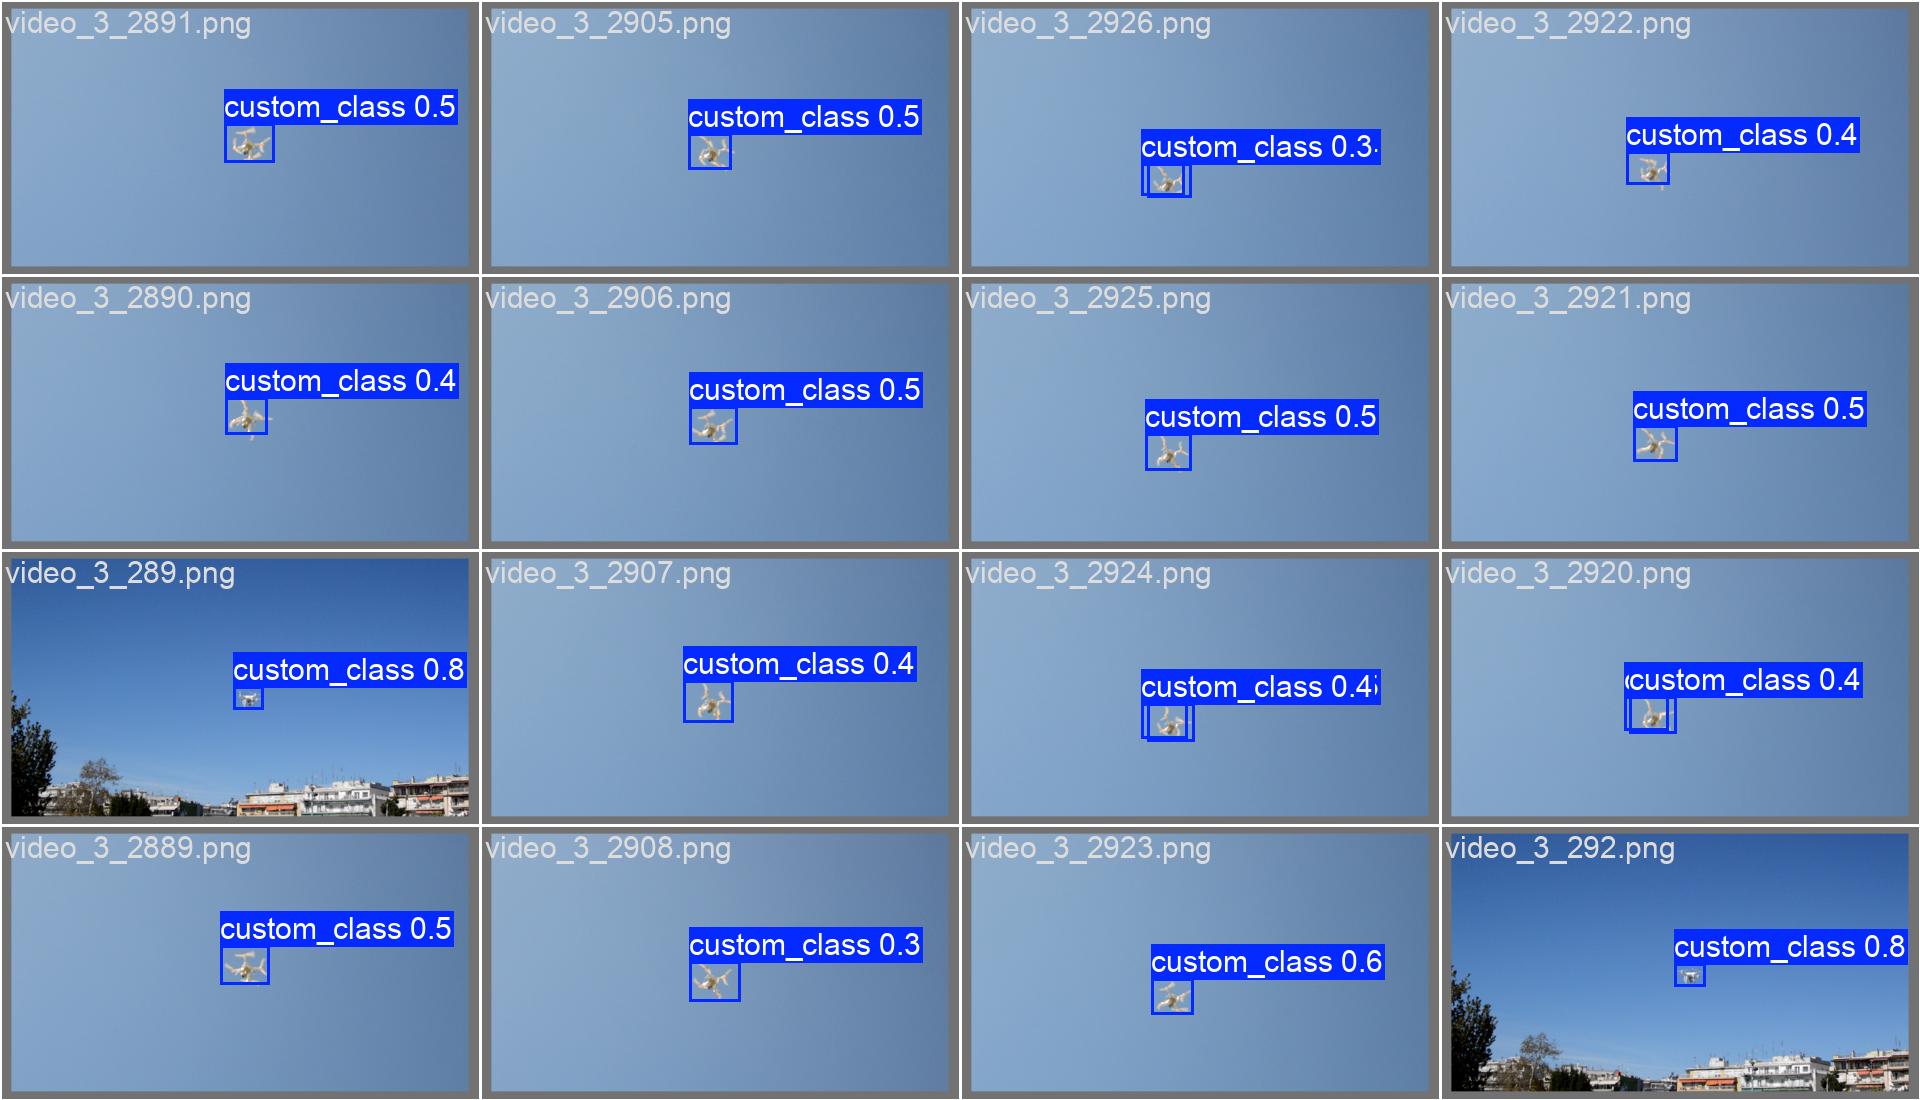 video_3_2891.png
custom_class 0.5
video_3_2905.png
custom_class 0.5
video_3_2926.png
custom_class 0.3
video_3_2922.png
custom_class 0.4
video_3_2890.png
custom_class 0.4
video_3_2906.png
custom_class 0.5
video_3_2925.png
custom_class 0.5
video_3_2921.png
custom_class 0.5
video_3_289.png
custom_class 0.8
video_3_2907.png
custom_class 0.4
video_3_2924.png
custom_class 0.4
video_3_2920.png
custom_class 0.4
video_3_2889.png
custom_class 0.5
video_3_2908.png
custom_class 0.3
video_3_2923.png
custom_class 0.6
video_3_292.png
custom_class 0.8